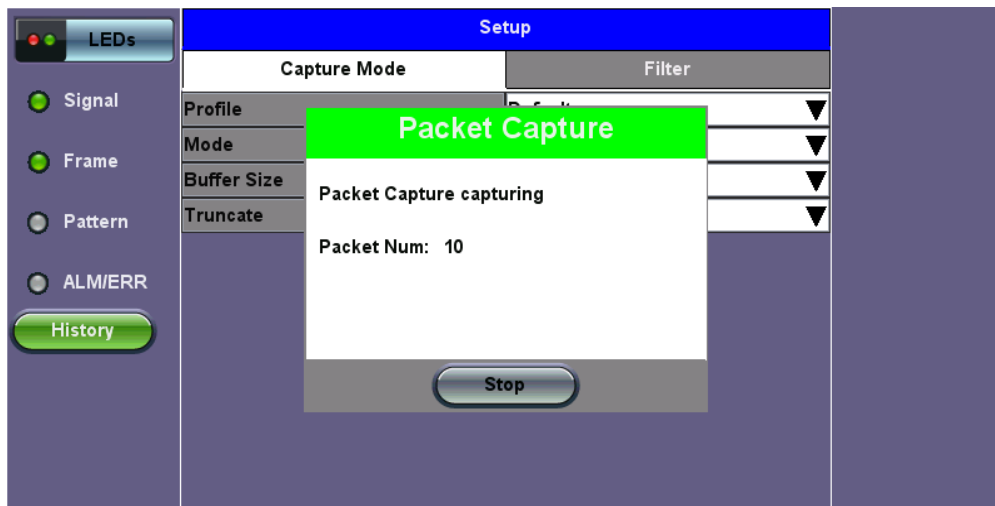 LEDs
Setup
Capture Mode
Filter
Signal
Profile
Packet Capture
Mode
Frame
Buffer Size
Packet Capture capturing
Truncate
Pattern
Packet Num: 10
ALM/ERR
History
Stop